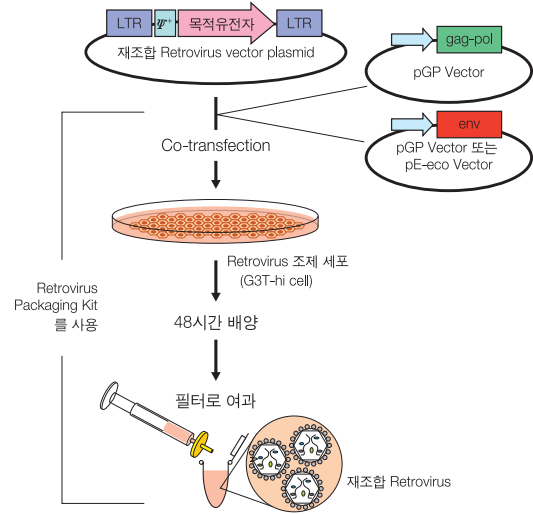 LTR Ψ+ 목적유전자 LTR
재조합 Retrovirus vector plasmid
gag-pol
pGP Vector
env
pGP Vector 또는
pE-eco Vector
Co-transfection
Retrovirus 조제 세포
(G3T-hi cell)
Retrovirus
Packaging Kit
를 사용
48시간 배양
필터로 여과
재조합 Retrovirus